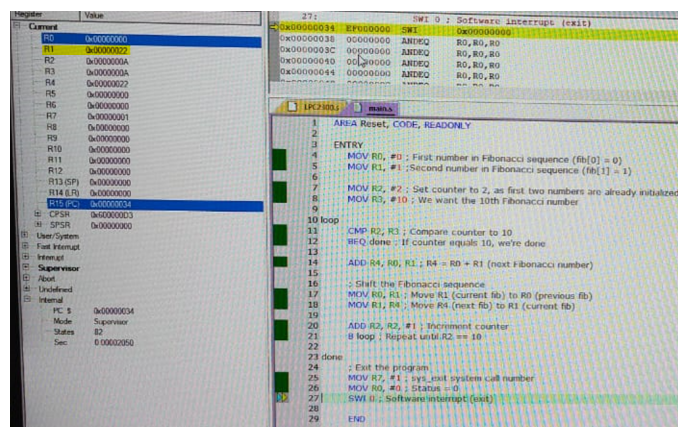 Register
Value
Current
R0 0x00000000
R1 0x00000022
R2 0x0000000A
R3 0x0000000A
R4 0x00000022
R5 0x00000000
R6 0x00000000
R7 0x00000001
R8 0x00000000
R9 0x00000000
R10 0x00000000
R11 0x00000000
R12 0x00000000
R13 (SP) 0x00000000
R14 (LR) 0x00000000
R15 (PC) 0x00000034
CPSR 0x600000D3
SPSR 0x00000000
User/System
Fast Interrupt
Interrupt
Supervisor
Abort
Undefined
Internal
PC $ 0x00000034
Mode Supervisor
States 82
Sec 0.00002050
27: SWI 0 ; Software interrupt (exit)
0x00000034 EF000000 SWI 0x00000000
0x00000038 00000000 ANDEQ R0,R0,R0
0x0000003C 00000000 ANDEQ R0,R0,R0
0x00000040 00000000 ANDEQ R0,R0,R0
0x00000044 00000000 ANDEQ R0,R0,R0
LPC2300.s main.s
1 AREA Reset, CODE, READONLY
2
3 ENTRY
4 MOV R0, #0 ; First number in Fibonacci sequence (fib[0] = 0)
5 MOV R1, #1 ;Second number in Fibonacci sequence (fib[1] = 1)
6
7 MOV R2, #2 ; Set counter to 2, as first two numbers are already initialized
8 MOV R3, #10 ; We want the 10th Fibonacci number
9
10 loop
11 CMP R2, R3 ; Compare counter to 10
12 BEQ done ; If counter equals 10, we're done
13
14 ADD R4, R0, R1 ; R4 = R0 + R1 (next Fibonacci number)
15
16 ; Shift the Fibonacci sequence
17 MOV R0, R1 ; Move R1 (current fib) to R0 (previous fib)
18 MOV R1, R4 ; Move R4 (next fib) to R1 (current fib)
19
20 ADD R2, R2, #1 ; Increment counter
21 B loop ; Repeat until R2 == 10
22
23 done
24 ; Exit the program
25 MOV R7, #1 ; sys_exit system call number
26 MOV R0, #0 ; Status = 0
27 SWI 0 ; Software interrupt (exit)
28
29 END